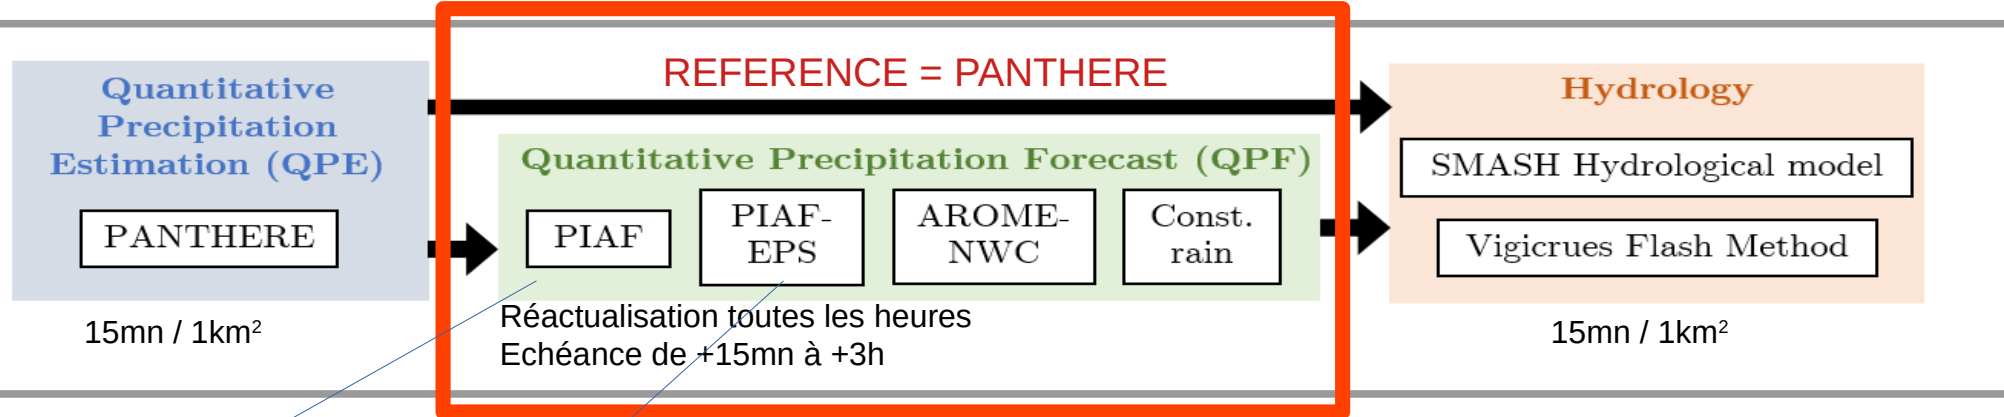 REFERENCE = PANTHERE
Quantitative
Precipitation
Estimation (QPE)
PANTHERE
15mn / 1km²
Quantitative Precipitation Forecast (QPF)
PIAF
PIAF-
EPS
AROME-
NWC
Const.
rain
Réactualisation toutes les heures
Echéance de +15mn à +3h
Hydrology
SMASH Hydrological model
Vigicrues Flash Method
15mn / 1km²